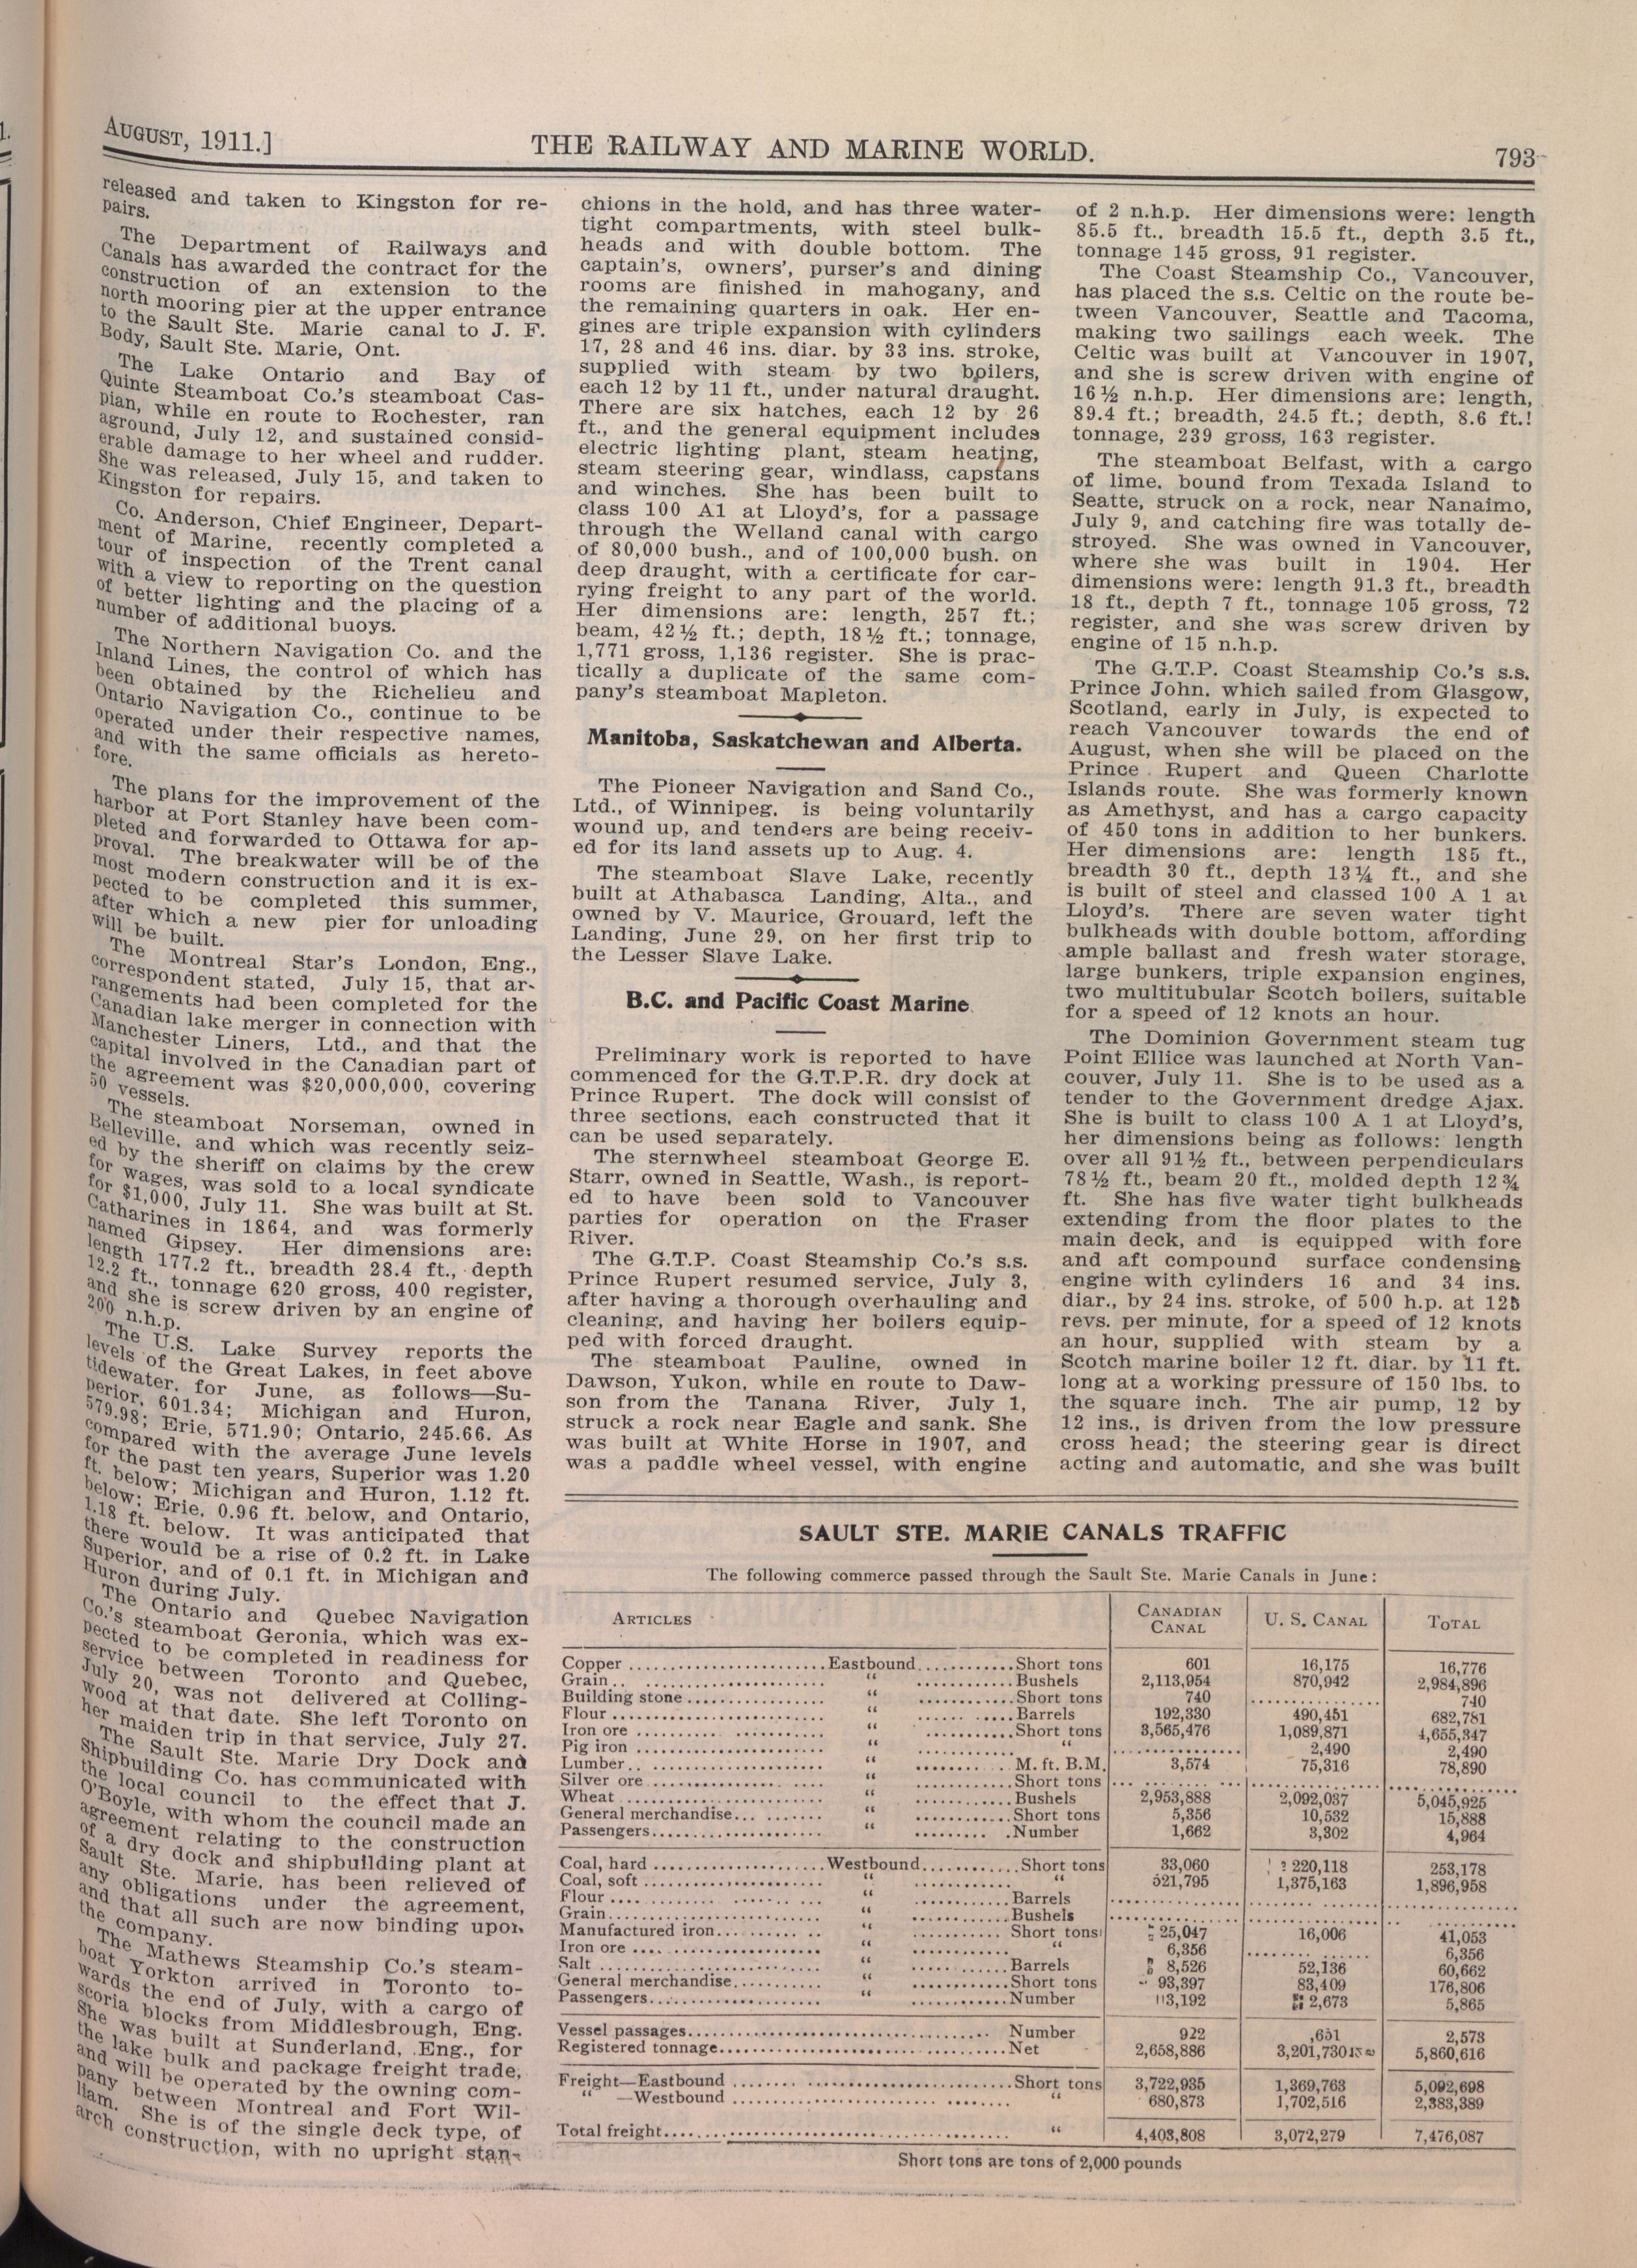 AUGUST, 1911.]
THE RAILWAY AND MARINE WORLD.
793
released and taken to Kingston for re-
pairs.
The Department of Railways and
Canals has awarded the contract for the
construction of an extension to the
north mooring pier at the upper entrance
to the Sault Ste. Marie canal to J. F.
Body, Sault Ste. Marie, Ont.
The Lake Ontario and Bay of
Quinte Steamboat Co.'s steamboat Cas-
pian, while en route to Rochester, ran
aground, July 12, and sustained consid-
erable damage to her wheel and rudder.
She was released, July 15, and taken to
Kingston for repairs.
Co. Anderson, Chief Engineer, Depart-
ment of Marine, recently completed a
tour of inspection of the Trent canal
with a view to reporting on the question
of better lighting and the placing of a
number of additional buoys.
The Northern Navigation Co. and the
Inland Lines, the control of which has
been obtained by the Richelieu and
Ontario Navigation Co., continue to be
operated under their respective names,
and with the same officials as hereto-
fore.
The plans for the improvement of the
harbor at Port Stanley have been com-
pleted and forwarded to Ottawa for ap-
proval. The breakwater will be of the
most modern construction and it is ex-
pected to be completed this summer,
after which a new pier for unloading
will be built.
The Montreal Star's London, Eng.,
correspondent stated, July 15, that ar-
rangements had been completed for the
Canadian lake merger in connection with
Manchester Liners, Ltd., and that the
capital involved in the Canadian part of
the agreement was $20,000,000, covering
50 vessels.
The steamboat Norseman, owned in
Belleville, and which was recently seiz-
ed by the sheriff on claims by the crew
for wages, was sold to a local syndicate
for $1,000, July 11. She was built at St.
Catharines in 1864, and was formerly
named Gipsey. Her dimensions are:
length 177.2 ft., breadth 28.4 ft., depth
12.2 ft., tonnage 620 gross, 400 register,
and she is screw driven by an engine of
200 n.h.p.
The U.S. Lake Survey reports the
levels of the Great Lakes, in feet above
tidewater, for June, as follows—Su-
perior, 601.34; Michigan and Huron,
579.98; Erie, 571.90; Ontario, 245.66. As
compared with the average June levels
for the past ten years, Superior was 1.20
ft. below; Michigan and Huron, 1.12 ft.
below; Erie, 0.96 ft. below, and Ontario,
1.18 ft. below. It was anticipated that
there would be a rise of 0.2 ft. in Lake
Superior, and of 0.1 ft. in Michigan and
Huron during July.
The Ontario and Quebec Navigation
Co.'s steamboat Geronia, which was ex-
pected to be completed in readiness for
service between Toronto and Quebec,
July 20, was not delivered at Colling-
wood at that date. She left Toronto on
her maiden trip in that service, July 27.
The Sault Ste. Marie Dry Dock and
Shipbuilding Co. has communicated with
the local council to the effect that J.
O'Boyle, with whom the council made an
agreement relating to the construction
of a dry dock and shipbuilding plant at
Sault Ste. Marie, has been relieved of
any obligations under the agreement,
and that all such are now binding upon
the company.
The Mathews Steamship Co.'s steam-
boat Yorkton arrived in Toronto to-
wards the end of July, with a cargo of
scoria blocks from Middlesbrough, Eng.
She was built at Sunderland, Eng., for
the lake bulk and package freight trade,
and will be operated by the owning com-
pany between Montreal and Fort Wil-
liam. She is of the single deck type, of
arch construction, with no upright stan-
chions in the hold, and has three water-
tight compartments, with steel bulk-
heads and with double bottom. The
captain's, owners', purser's and dining
rooms are finished in mahogany, and
the remaining quarters in oak. Her en-
gines are triple expansion with cylinders
17, 28 and 46 ins. diar. by 33 ins. stroke,
supplied with steam by two boilers,
each 12 by 11 ft., under natural draught.
There are six hatches, each 12 by 26
ft., and the general equipment includes
electric lighting plant, steam heating,
steam steering gear, windlass, capstans
and winches. She has been built to
class 100 A1 at Lloyd's, for a passage
through the Welland canal with cargo
of 80,000 bush., and of 100,000 bush. on
deep draught, with a certificate for car-
rying freight to any part of the world.
Her dimensions are: length, 257 ft.;
beam, 42½ ft.; depth, 18½ ft.; tonnage,
1,771 gross, 1,136 register. She is prac-
tically a duplicate of the same com-
pany's steamboat Mapleton.
Manitoba, Saskatchewan and Alberta.
The Pioneer Navigation and Sand Co.,
Ltd., of Winnipeg, is being voluntarily
wound up, and tenders are being receiv-
ed for its land assets up to Aug. 4.
The steamboat Slave Lake, recently
built at Athabasca Landing, Alta., and
owned by V. Maurice, Grouard, left the
Landing, June 29, on her first trip to
the Lesser Slave Lake.
B.C. and Pacific Coast Marine
Preliminary work is reported to have
commenced for the G.T.P.R. dry dock at
Prince Rupert. The dock will consist of
three sections, each constructed that it
can be used separately.
The sternwheel steamboat George E.
Starr, owned in Seattle, Wash., is report-
ed to have been sold to Vancouver
parties for operation on the Fraser
River.
The G.T.P. Coast Steamship Co.'s s.s.
Prince Rupert resumed service, July 3,
after having a thorough overhauling and
cleaning, and having her boilers equip-
ped with forced draught.
The steamboat Pauline, owned in
Dawson, Yukon, while en route to Daw-
son from the Tanana River, July 1,
struck a rock near Eagle and sank. She
was built at White Horse in 1907, and
was a paddle wheel vessel, with engine
of 2 n.h.p. Her dimensions were: length
85.5 ft., breadth 15.5 ft., depth 3.5 ft.,
tonnage 145 gross, 91 register.
The Coast Steamship Co., Vancouver,
has placed the s.s. Celtic on the route be-
tween Vancouver, Seattle and Tacoma,
making two sailings each week. The
Celtic was built at Vancouver in 1907,
and she is screw driven with engine of
16½ n.h.p. Her dimensions are: length,
89.4 ft.; breadth, 24.5 ft.; depth, 8.6 ft.!
tonnage, 239 gross, 163 register.
The steamboat Belfast, with a cargo
of lime, bound from Texada Island to
Seatte, struck on a rock, near Nanaimo,
July 9, and catching fire was totally de-
stroyed. She was owned in Vancouver,
where she was built in 1904. Her
dimensions were: length 91.3 ft., breadth
18 ft., depth 7 ft., tonnage 105 gross, 72
register, and she was screw driven by
engine of 15 n.h.p.
The G.T.P. Coast Steamship Co.'s s.s.
Prince John, which sailed from Glasgow,
Scotland, early in July, is expected to
reach Vancouver towards the end of
August, when she will be placed on the
Prince Rupert and Queen Charlotte
Islands route. She was formerly known
as Amethyst, and has a cargo capacity
of 450 tons in addition to her bunkers.
Her dimensions are: length 185 ft.,
breadth 30 ft., depth 13¼ ft., and she
is built of steel and classed 100 A 1 at
Lloyd's. There are seven water tight
bulkheads with double bottom, affording
ample ballast and fresh water storage,
large bunkers, triple expansion engines,
two multitubular Scotch boilers, suitable
for a speed of 12 knots an hour.
The Dominion Government steam tug
Point Ellice was launched at North Van-
couver, July 11. She is to be used as a
tender to the Government dredge Ajax.
She is built to class 100 A 1 at Lloyd's,
her dimensions being as follows: length
over all 91½ ft., between perpendiculars
78½ ft., beam 20 ft., molded depth 12¾
ft. She has five water tight bulkheads
extending from the floor plates to the
main deck, and is equipped with fore
and aft compound surface condensing
engine with cylinders 16 and 34 ins.
diar., by 24 ins. stroke, of 500 h.p. at 125
revs. per minute, for a speed of 12 knots
an hour, supplied with steam by a
Scotch marine boiler 12 ft. diar. by 11 ft.
long at a working pressure of 150 lbs. to
the square inch. The air pump, 12 by
12 ins., is driven from the low pressure
cross head; the steering gear is direct
acting and automatic, and she was built
SAULT STE. MARIE CANALS TRAFFIC
The following commerce passed through the Sault Ste. Marie Canals in June:
ARTICLES CANADIAN CANAL U. S. CANAL TOTAL
Copper Eastbound Short tons 601 16,175 16,776
Grain " Bushels 2,113,954 870,942 2,984,896
Building stone " Short tons 740 740
Flour " Barrels 192,330 490,451 682,781
Iron ore " Short tons 3,565,476 1,089,871 4,655,347
Pig iron " " 2,490 2,490
Lumber " M. ft. B.M. 3,574 75,316 78,890
Silver ore " Short tons
Wheat " Bushels 2,953,888 2,092,037 5,045,925
General merchandise " Short tons 5,356 10,532 15,888
Passengers " Number 1,662 3,302 4,964
Coal, hard Westbound Short tons 33,060 220,118 253,178
Coal, soft " " 521,795 1,375,163 1,896,958
Flour " Barrels
Grain " Bushels
Manufactured iron " Short tons 25,047 16,006 41,053
Iron ore " " 6,356 6,356
Salt " Barrels 8,526 52,136 60,662
General merchandise " Short tons 93,397 83,409 176,806
Passengers " Number 3,192 2,673 5,865
Vessel passages Number 922 ,651 2,573
Registered tonnage Net 2,658,886 3,201,730 5,860,616
Freight—Eastbound Short tons 3,722,935 1,369,763 5,092,698
" —Westbound " 680,873 1,702,516 2,383,389
Total freight " 4,403,808 3,072,279 7,476,087
Short tons are tons of 2,000 pounds